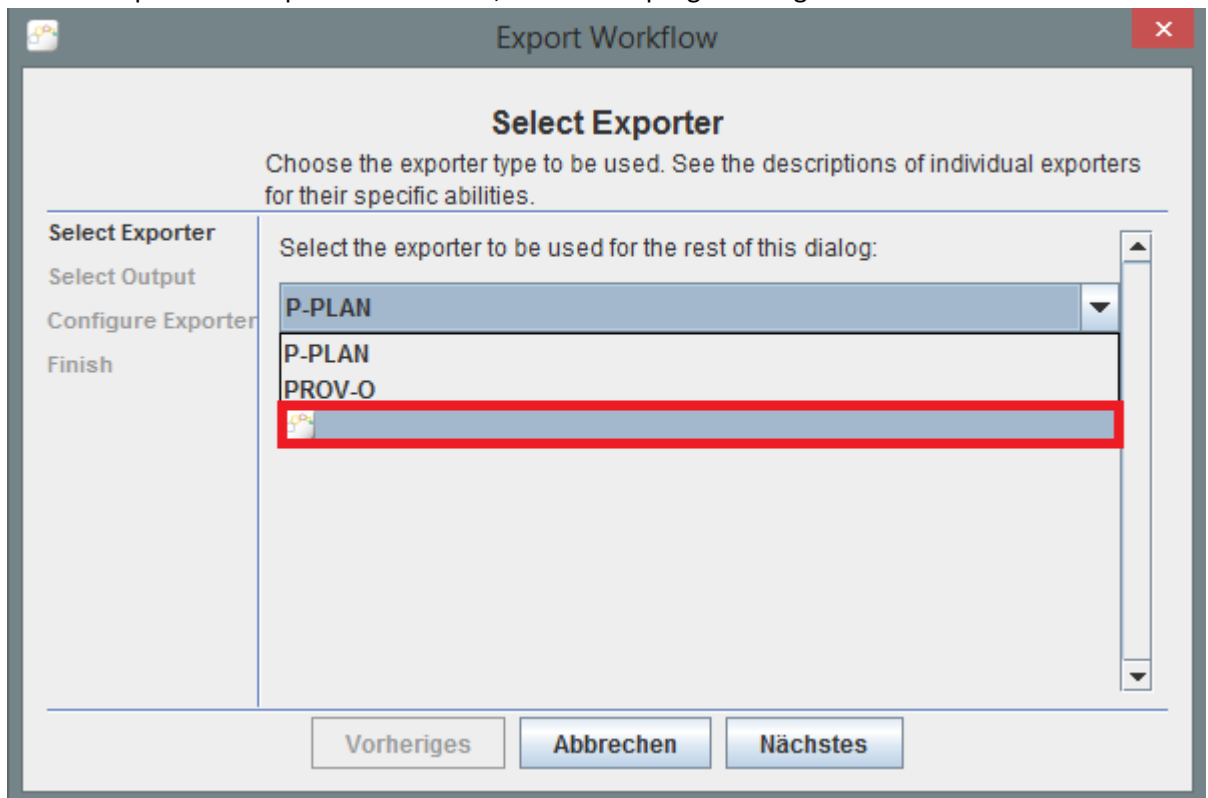 Export Workflow
Select Exporter
Choose the exporter type to be used. See the descriptions of individual exporters
for their specific abilities.
Select Exporter
Select Output
Configure Exporter
Finish
Select the exporter to be used for the rest of this dialog:
P-PLAN
P-PLAN
PROV-O
Vorheriges
Abbrechen
Nächstes